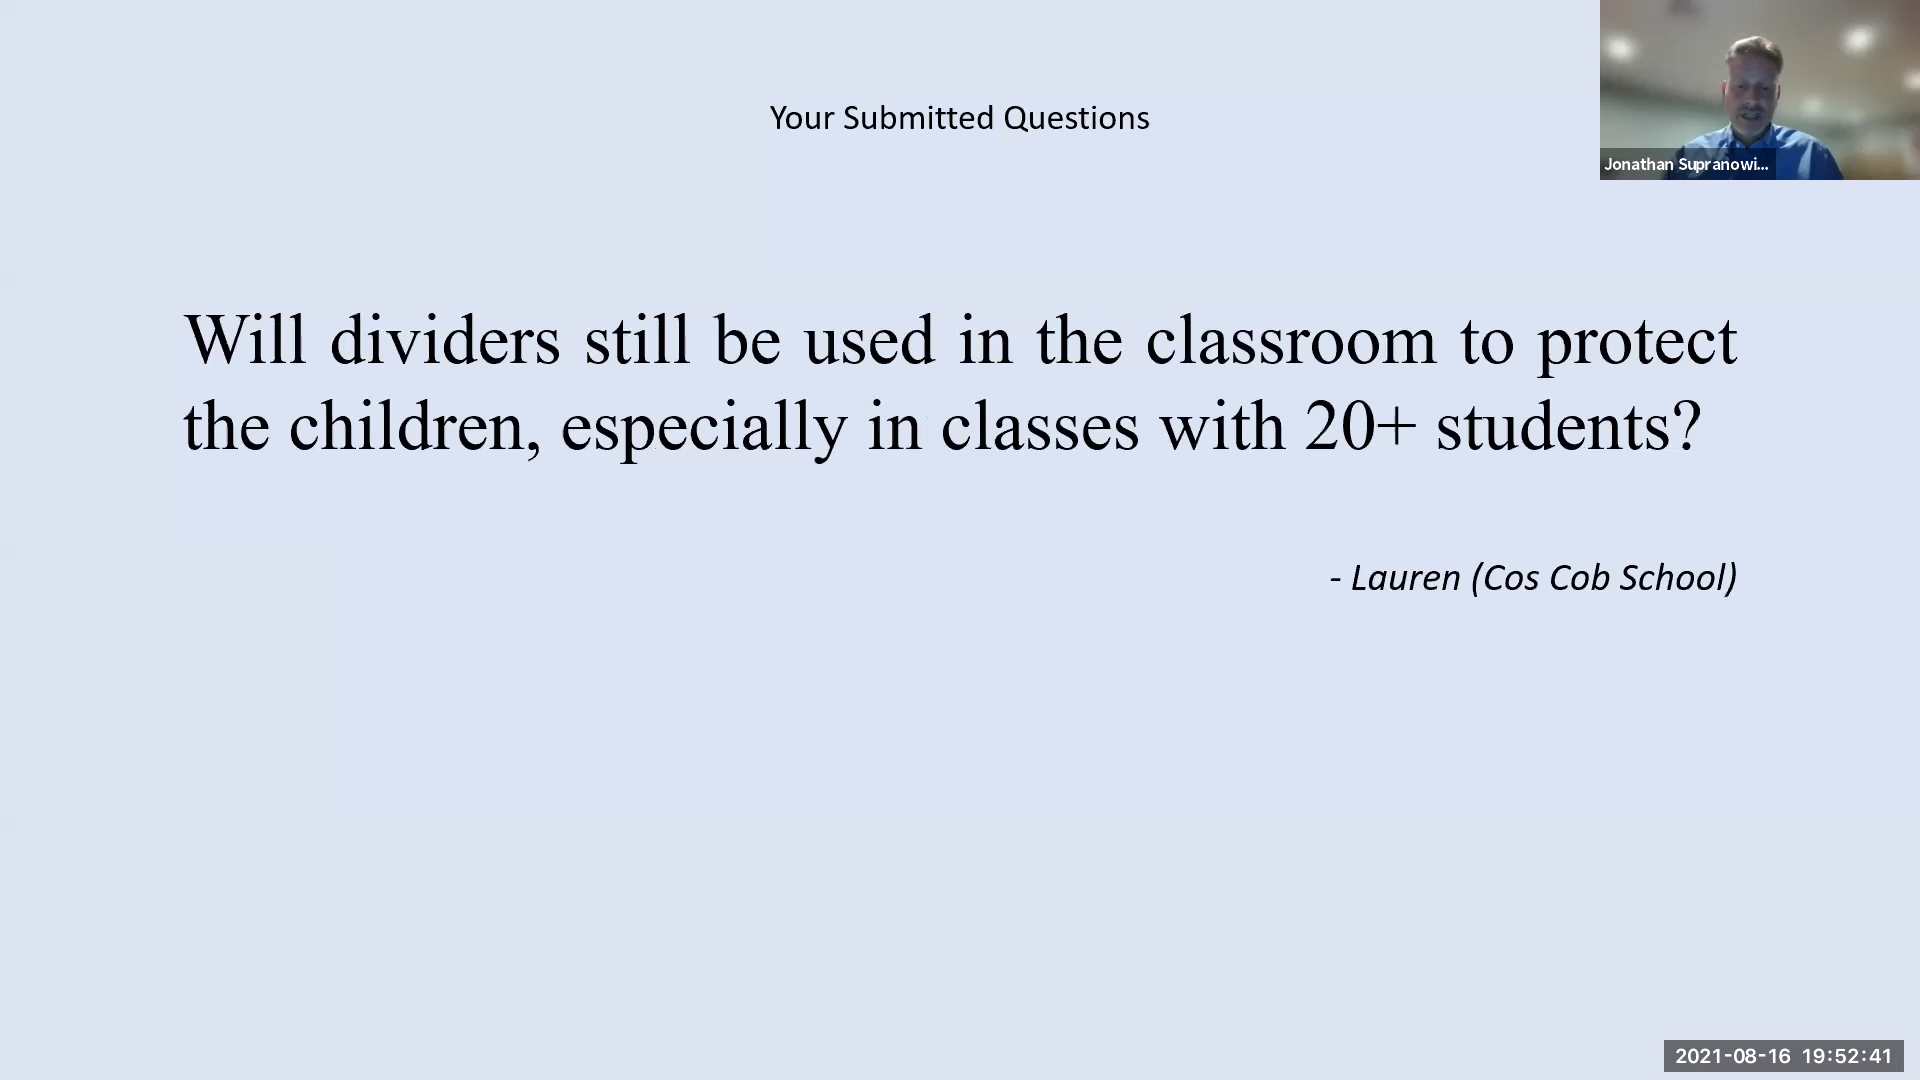 Your Submitted Questions
Jonathan Supranowi...
Will dividers still be used in the classroom to protect
the children, especially in classes with 20+ students?
- Lauren (Cos Cob School)
2021-08-16 19:52:41